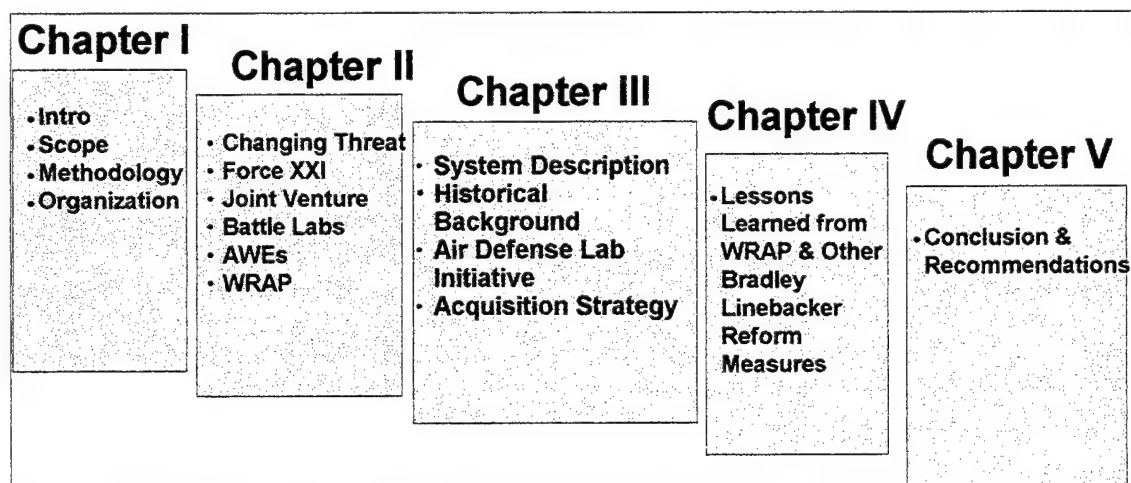 Chapter I
• Intro
• Scope
• Methodology
• Organization
Chapter II
• Changing Threat
• Force XXI
• Joint Venture
• Battle Labs
• AWEs
• WRAP
Chapter III
• System Description
• Historical
Background
• Air Defense Lab
Initiative
• Acquisition Strategy
Chapter IV
• Lessons
Learned from
WRAP & Other
Bradley
Linebacker
Reform
Measures
Chapter V
• Conclusion &
Recommendations